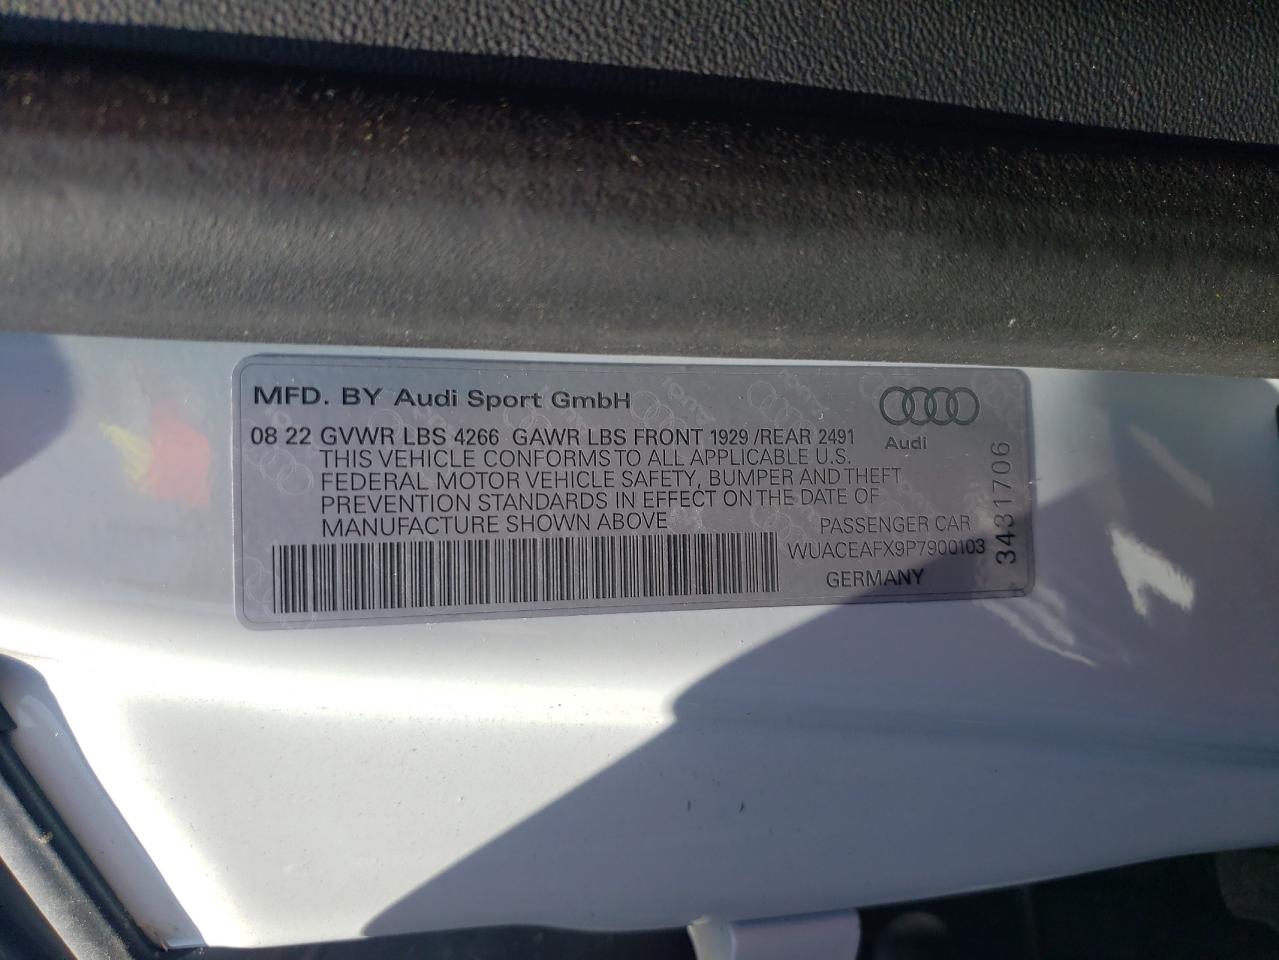 MFD. BY Audi Sport GmbH
08 22 GVWR LBS 4266 GAWR LBS FRONT 1929 /REAR 2491
Audi
THIS VEHICLE CONFORMS TO ALL APPLICABLE U.S.
FEDERAL MOTOR VEHICLE SAFETY, BUMPER AND THEFT
PREVENTION STANDARDS IN EFFECT ON THE DATE OF
MANUFACTURE SHOWN ABOVE
PASSENGER CAR
WUACEAFX9P7900103
GERMANY
3431706